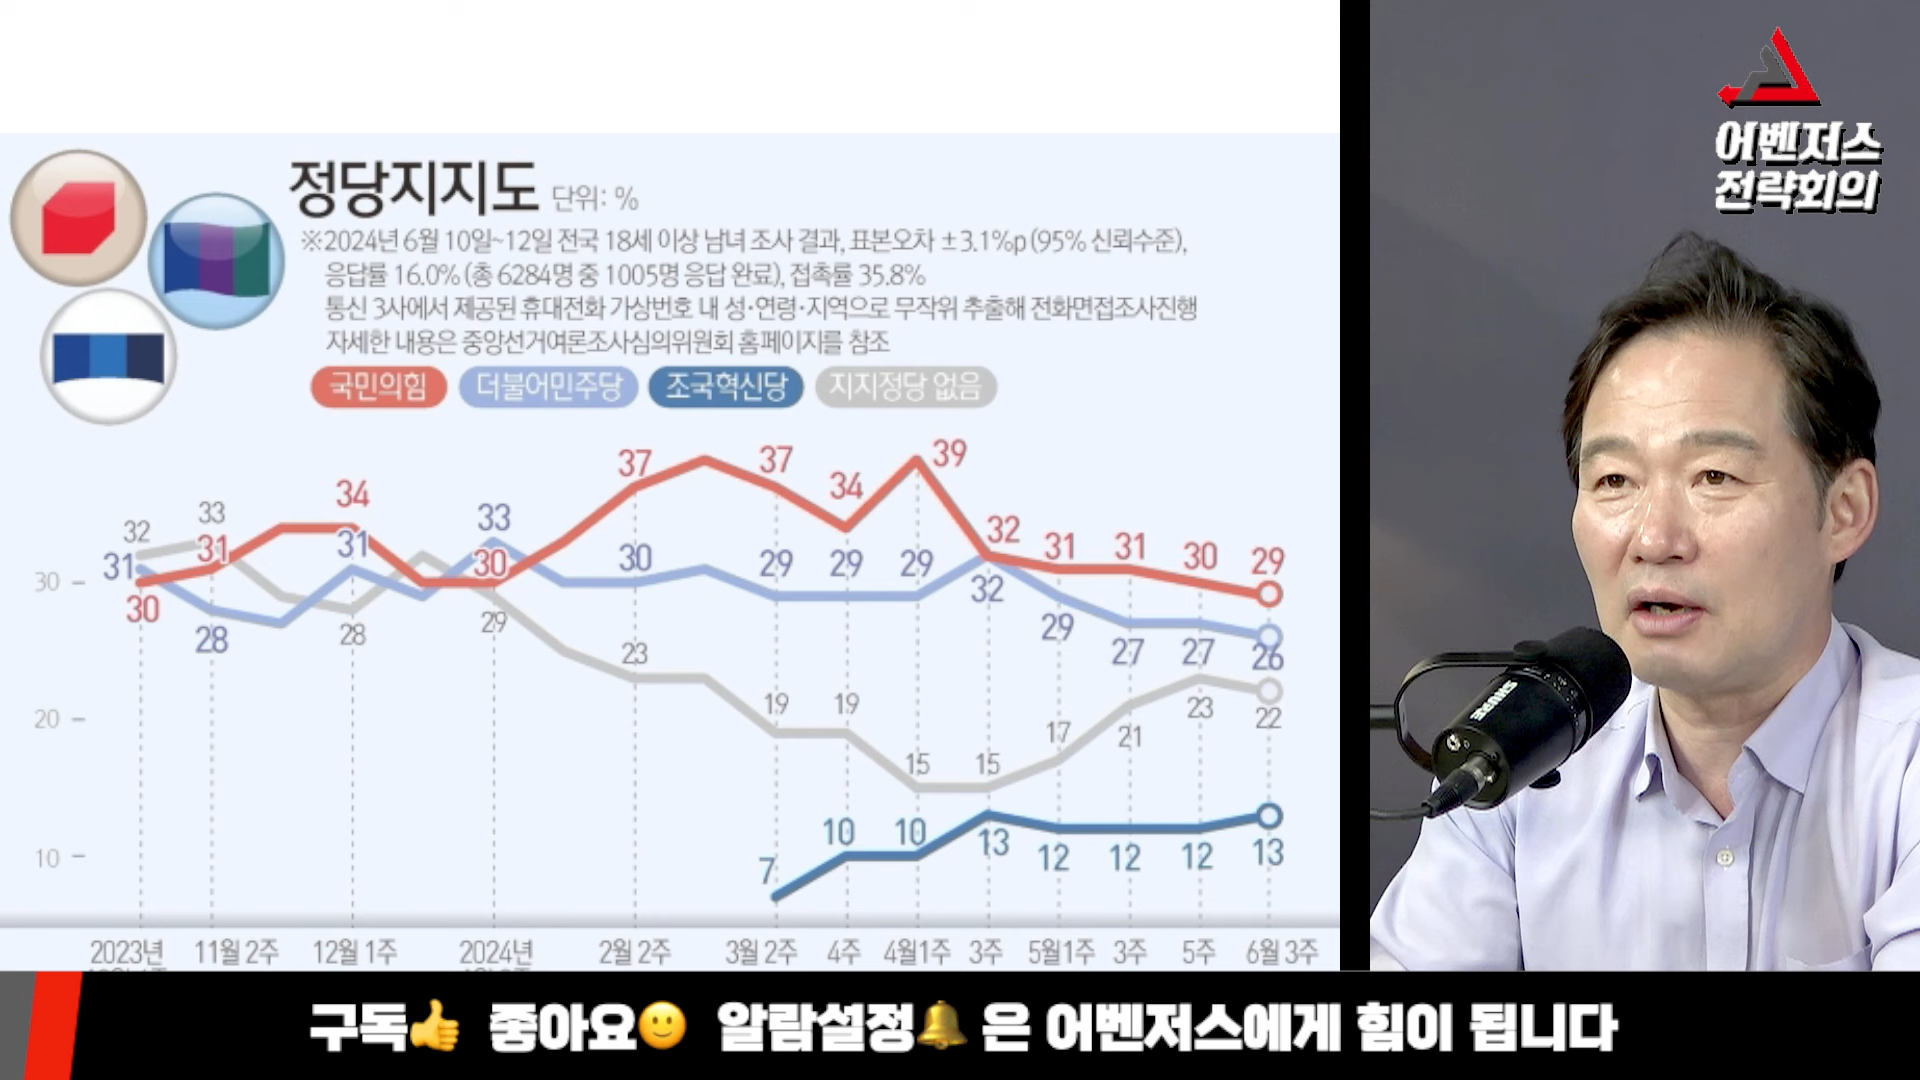 정당지지도 단위: %
※2024년 6월 10일~12일 전국 18세 이상 남녀 조사 결과, 표본오차 ±3.1%p (95% 신뢰수준),
응답률 16.0% (총 6284명 중 1005명 응답 완료), 접촉률 35.8%
통신 3사에서 제공된 휴대전화 가상번호 내 성·연령·지역으로 무작위 추출해 전화면접조사진행
자세한 내용은 중앙선거여론조사심의위원회 홈페이지를 참조
국민의힘 더불어민주당 조국혁신당 지지정당 없음
30
20
10
30 31 34 30 37 37 34 39 32 31 31 30 29
31 28 31 33 30 29 29 29 32 29 27 27 26
32 33 28 29 23 19 19 15 15 17 21 23 22
7 10 10 13 12 12 12 13
2023년 11월 2주 12월 1주 2024년 2월 2주 3월 2주 4주 4월1주 3주 5월1주 3주 5주 6월 3주
어벤저스
전략회의
SHURE
구독👍 좋아요🙂 알람설정🔔 은 어벤저스에게 힘이 됩니다